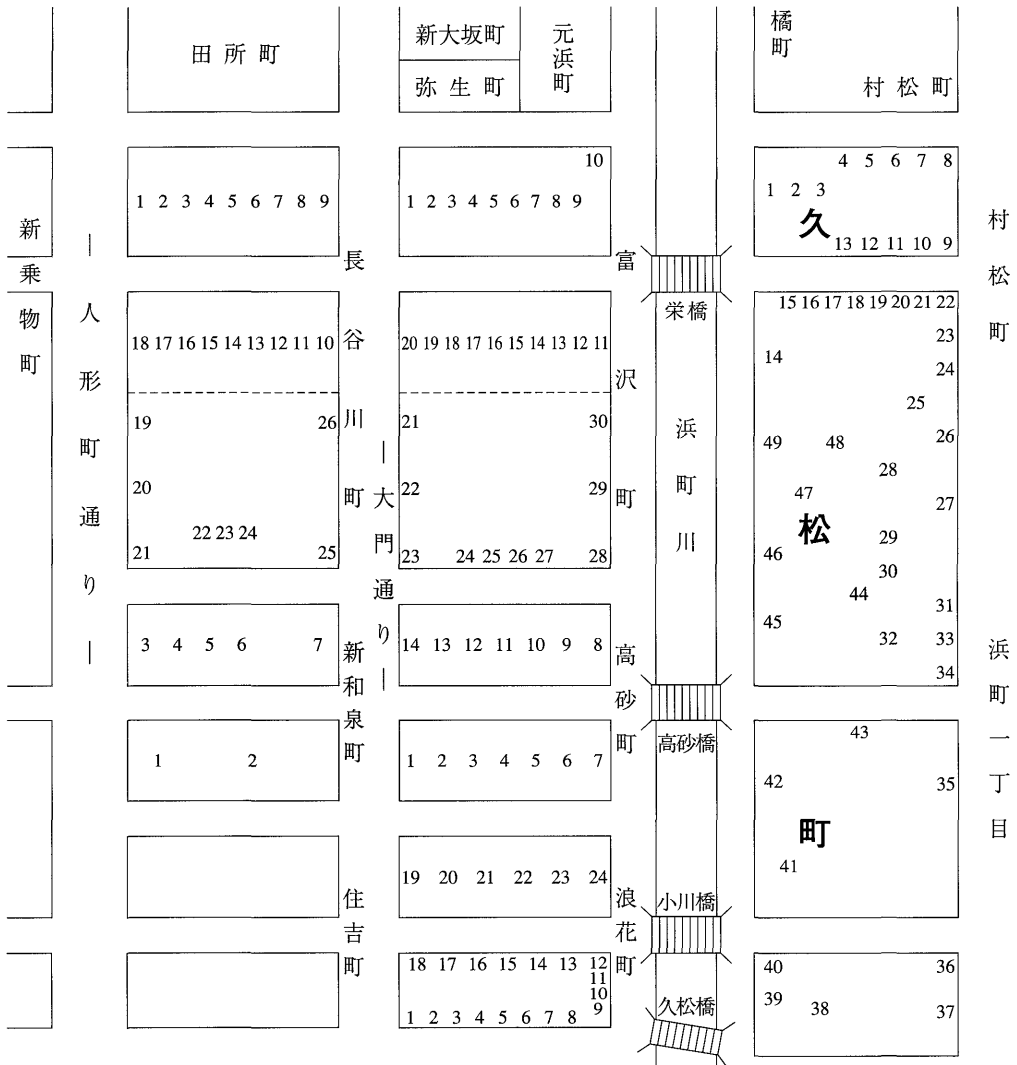 田所町
新大坂町
弥生町
元浜町
橘町
村松町
1 2 3 4 5 6 7 8 9
10
1 2 3 4 5 6 7 8 9
4 5 6 7 8
1 2 3
久
13 12 11 10 9
新乗物町
―人形町通り―
長谷川町
富沢町
栄橋
村松町
18 17 16 15 14 13 12 11 10
20 19 18 17 16 15 14 13 12 11
15 16 17 18 19 20 21 22
23
14
24
25
19 26
21 30
浜町川
49 48 26
28
20
22 29
47 27
松
22 23 24
21 25
23 24 25 26 27 28
29
46
30
―大門通り―
44
31
45
32 33
34
3 4 5 6 7
新和泉町
14 13 12 11 10 9 8
高砂町
浜町一丁目
高砂橋
1 2
1 2 3 4 5 6 7
43
42 35
町
41
住吉町
19 20 21 22 23 24
浪花町
小川橋
18 17 16 15 14 13 12
11
10
9
1 2 3 4 5 6 7 8
久松橋
40 36
39 38 37